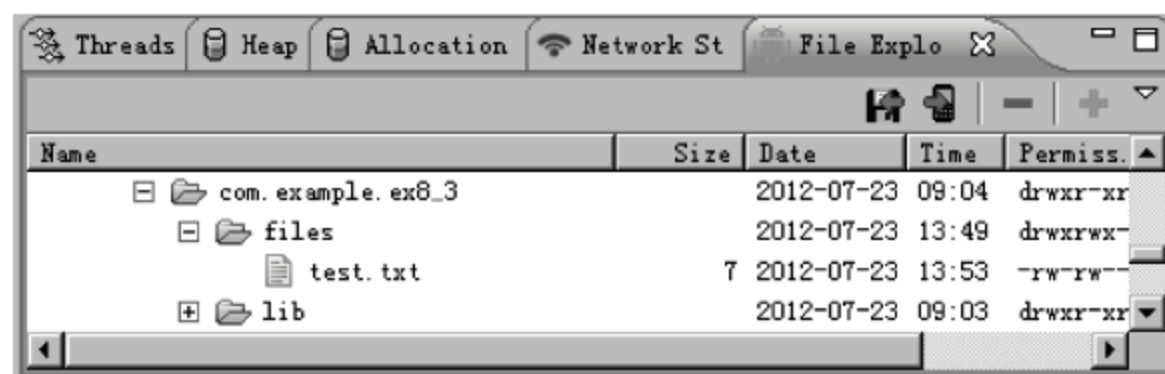 Threads Heap Allocation Network St File Explo
Name Size Date Time Permiss.
com.example.ex8_3 2012-07-23 09:04 drwxr-xr
files 2012-07-23 13:49 drwxrwx-
test.txt 7 2012-07-23 13:53 -rw-rw--
lib 2012-07-23 09:03 drwxr-xr